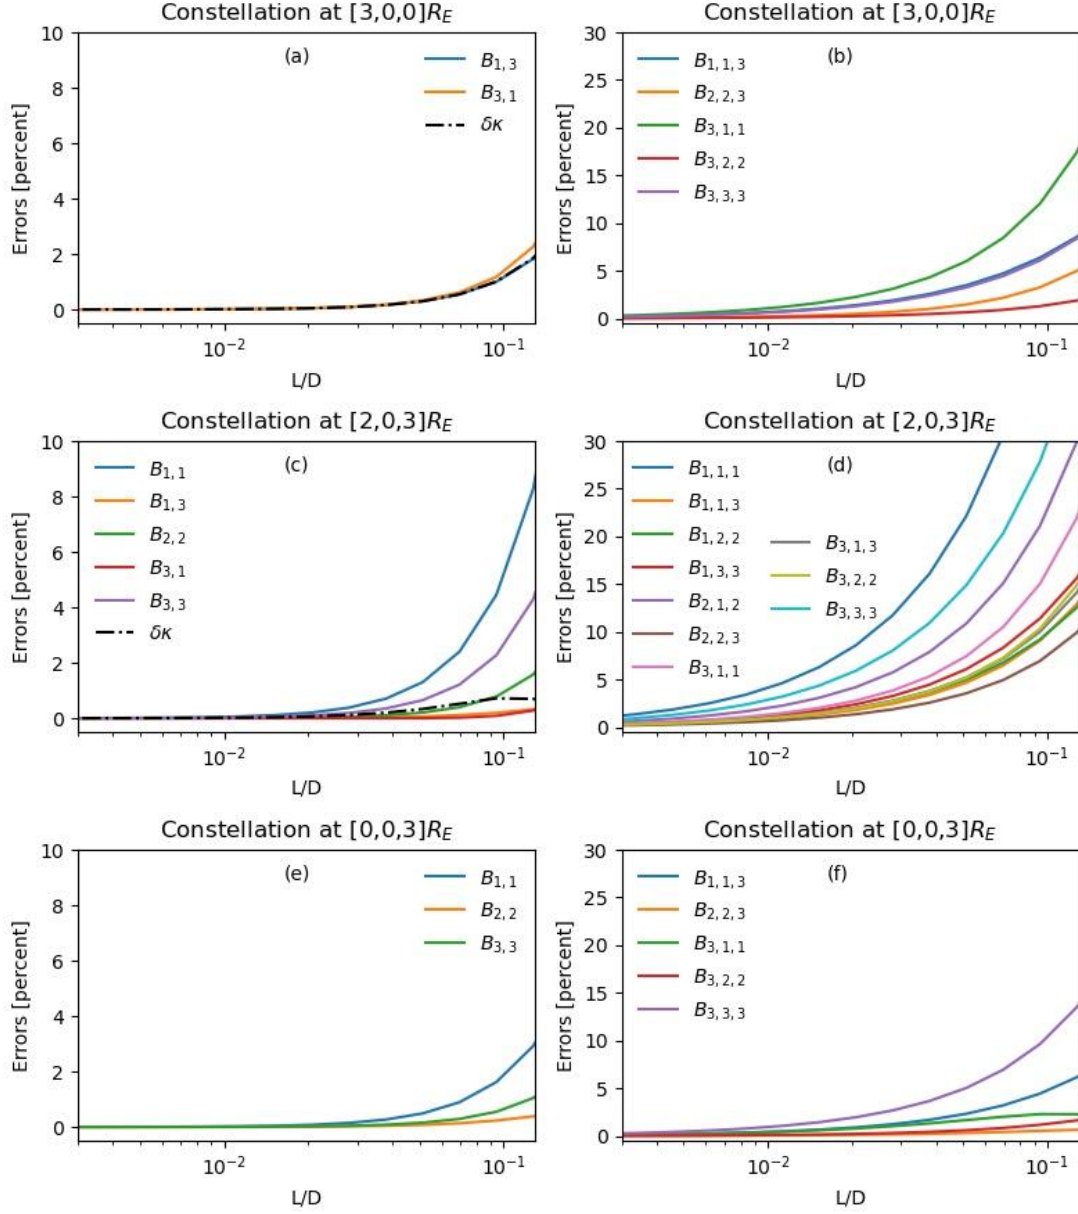 Constellation at [3,0,0]R_E
(a)
B_{1,3}
B_{3,1}
δκ
10
8
6
4
2
0
Errors [percent]
10^{-2}
10^{-1}
L/D
Constellation at [3,0,0]R_E
(b)
B_{1,1,3}
B_{2,2,3}
B_{3,1,1}
B_{3,2,2}
B_{3,3,3}
30
25
20
15
10
5
0
Errors [percent]
10^{-2}
10^{-1}
L/D
Constellation at [2,0,3]R_E
(c)
B_{1,1}
B_{1,3}
B_{2,2}
B_{3,1}
B_{3,3}
δκ
10
8
6
4
2
0
Errors [percent]
10^{-2}
10^{-1}
L/D
Constellation at [2,0,3]R_E
(d)
B_{1,1,1}
B_{1,1,3}
B_{1,2,2}
B_{1,3,3}
B_{2,1,2}
B_{2,2,3}
B_{3,1,1}
B_{3,1,3}
B_{3,2,2}
B_{3,3,3}
30
25
20
15
10
5
0
Errors [percent]
10^{-2}
10^{-1}
L/D
Constellation at [0,0,3]R_E
(e)
B_{1,1}
B_{2,2}
B_{3,3}
10
8
6
4
2
0
Errors [percent]
10^{-2}
10^{-1}
L/D
Constellation at [0,0,3]R_E
(f)
B_{1,1,3}
B_{2,2,3}
B_{3,1,1}
B_{3,2,2}
B_{3,3,3}
30
25
20
15
10
5
0
Errors [percent]
10^{-2}
10^{-1}
L/D